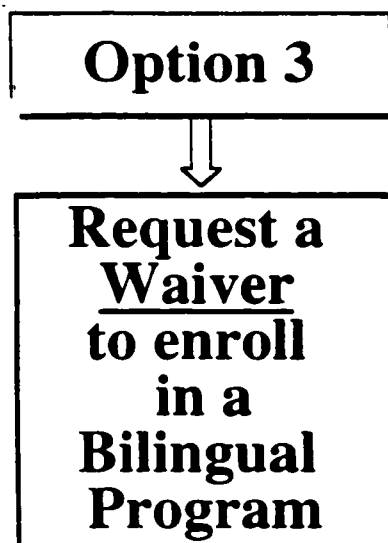 Option 3
Request a
Waiver
to enroll
in a
Bilingual
Program